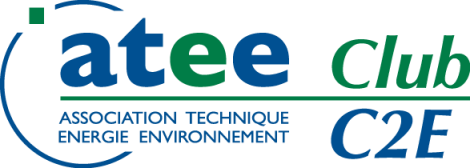 atee Club
ASSOCIATION TECHNIQUE
ENERGIE ENVIRONNEMENT
C2E